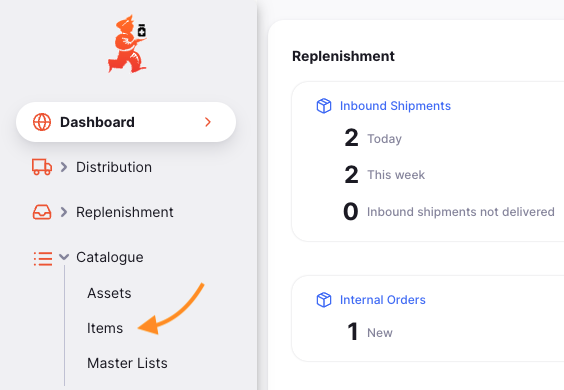 Dashboard
Distribution
Replenishment
Catalogue
Assets
Items
Master Lists
Replenishment
Inbound Shipments
2 Today
2 This week
0 Inbound shipments not delivered
Internal Orders
1 New